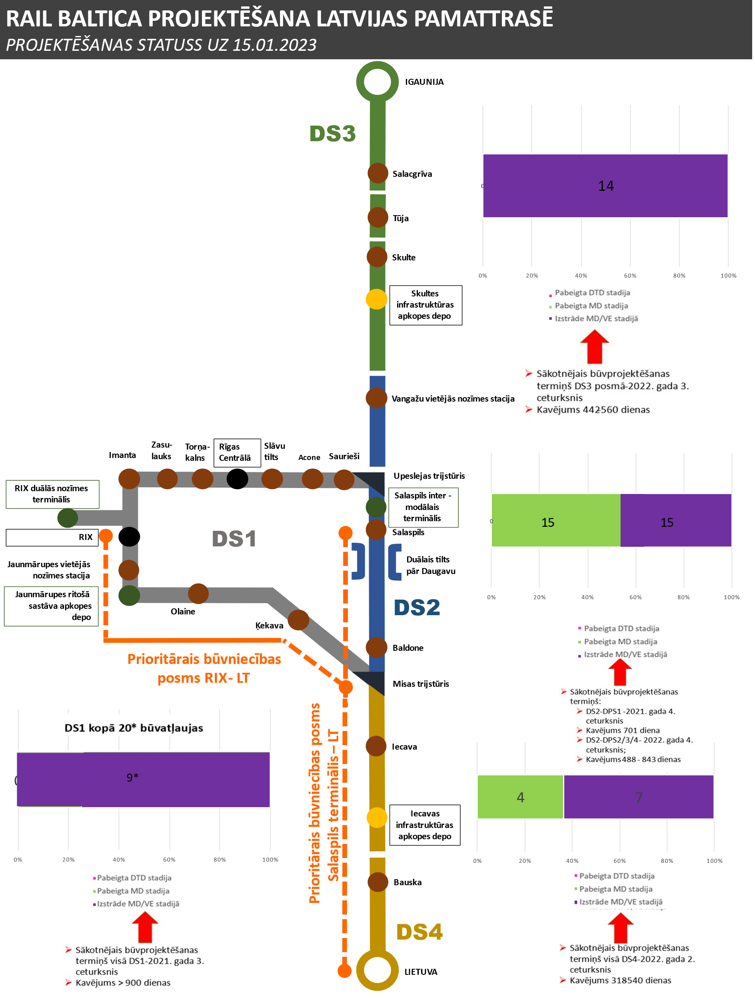 RAIL BALTICA PROJEKTĒŠANA LATVIJAS PAMATTRASĒ
PROJEKTĒŠANAS STATUSS UZ 15.01.2023
IGAUNIJA
DS3
Salacgrīva
Tūja
Skulte
Skultes
infrastruktūras
apkopes depo
0
14
0% 20% 40% 60% 80% 100%
Pabeigta DTD stadija
Pabeigta MD stadija
Izstrāde MD/VE stadijā
Sākotnējais būvprojektēšanas
termiņš DS3 posmā-2022. gada 3.
ceturksnis
Kavējums 442-560 dienas
Vangažu vietējās nozīmes stacija
Imanta
Zasu-
lauks
Torņa-
kalns
Rīgas
Centrālā
Slāvu
tilts
Acone
Saurieši
Upeslejas trijstūris
RIX duālās nozīmes
terminālis
Salaspils inter -
modālais
terminālis
Salaspils
RIX
DS1
Jaunmārupes vietējās
nozīmes stacija
Duālais tilts
pār Daugavu
Jaunmārupes ritošā
sastāva apkopes
depo
Olaine
Ķekava
DS2
Baldone
Misas trijstūris
0
15 15
0% 20% 40% 60% 80% 100%
Pabeigta DTD stadija
Pabeigta MD stadija
Izstrāde MD/VE stadijā
Sākotnējais būvprojektēšanas
termiņš:
DS2-DPS1 -2021. gada 4.
ceturksnis
Kavējums 701 diena
DS2-DPS2/3/4- 2022. gada 4.
ceturksnis;
Kavējums 488 - 843 dienas
Prioritārais būvniecības
posms RIX- LT
Prioritārais būvniecības posms
Salaspils terminālis – LT
DS1 kopā 20* būvatļaujas
9*
0% 20% 40% 60% 80% 100%
Pabeigta DTD stadija
Pabeigta MD stadija
Izstrāde MD/VE stadijā
Sākotnējais būvprojektēšanas
termiņš visā DS1-2021. gada 3.
ceturksnis
Kavējums > 900 dienas
Iecava
Iecavas
infrastruktūras
apkopes depo
Bauska
DS4
LIETUVA
4 7
0% 20% 40% 60% 80% 100%
Pabeigta DTD stadija
Pabeigta MD stadija
Izstrāde MD/VE stadijā
Sākotnējais būvprojektēšanas
termiņš visā DS4-2022. gada 2.
ceturksnis
Kavējums 318540 dienas